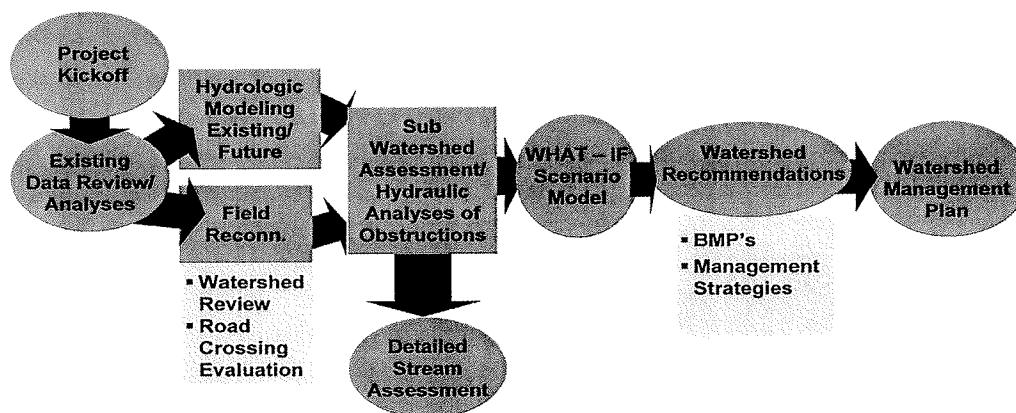 Project
Kickoff
Existing
Data Review/
Analyses
Hydrologic
Modeling
Existing/
Future
Field
Reconn.
▪ Watershed
Review
▪ Road
Crossing
Evaluation
Sub
Watershed
Assessment/
Hydraulic
Analyses of
Obstructions
Detailed
Stream
Assessment
WHAT – IF
Scenario
Model
Watershed
Recommendations
▪ BMP's
▪ Management
Strategies
Watershed
Management
Plan